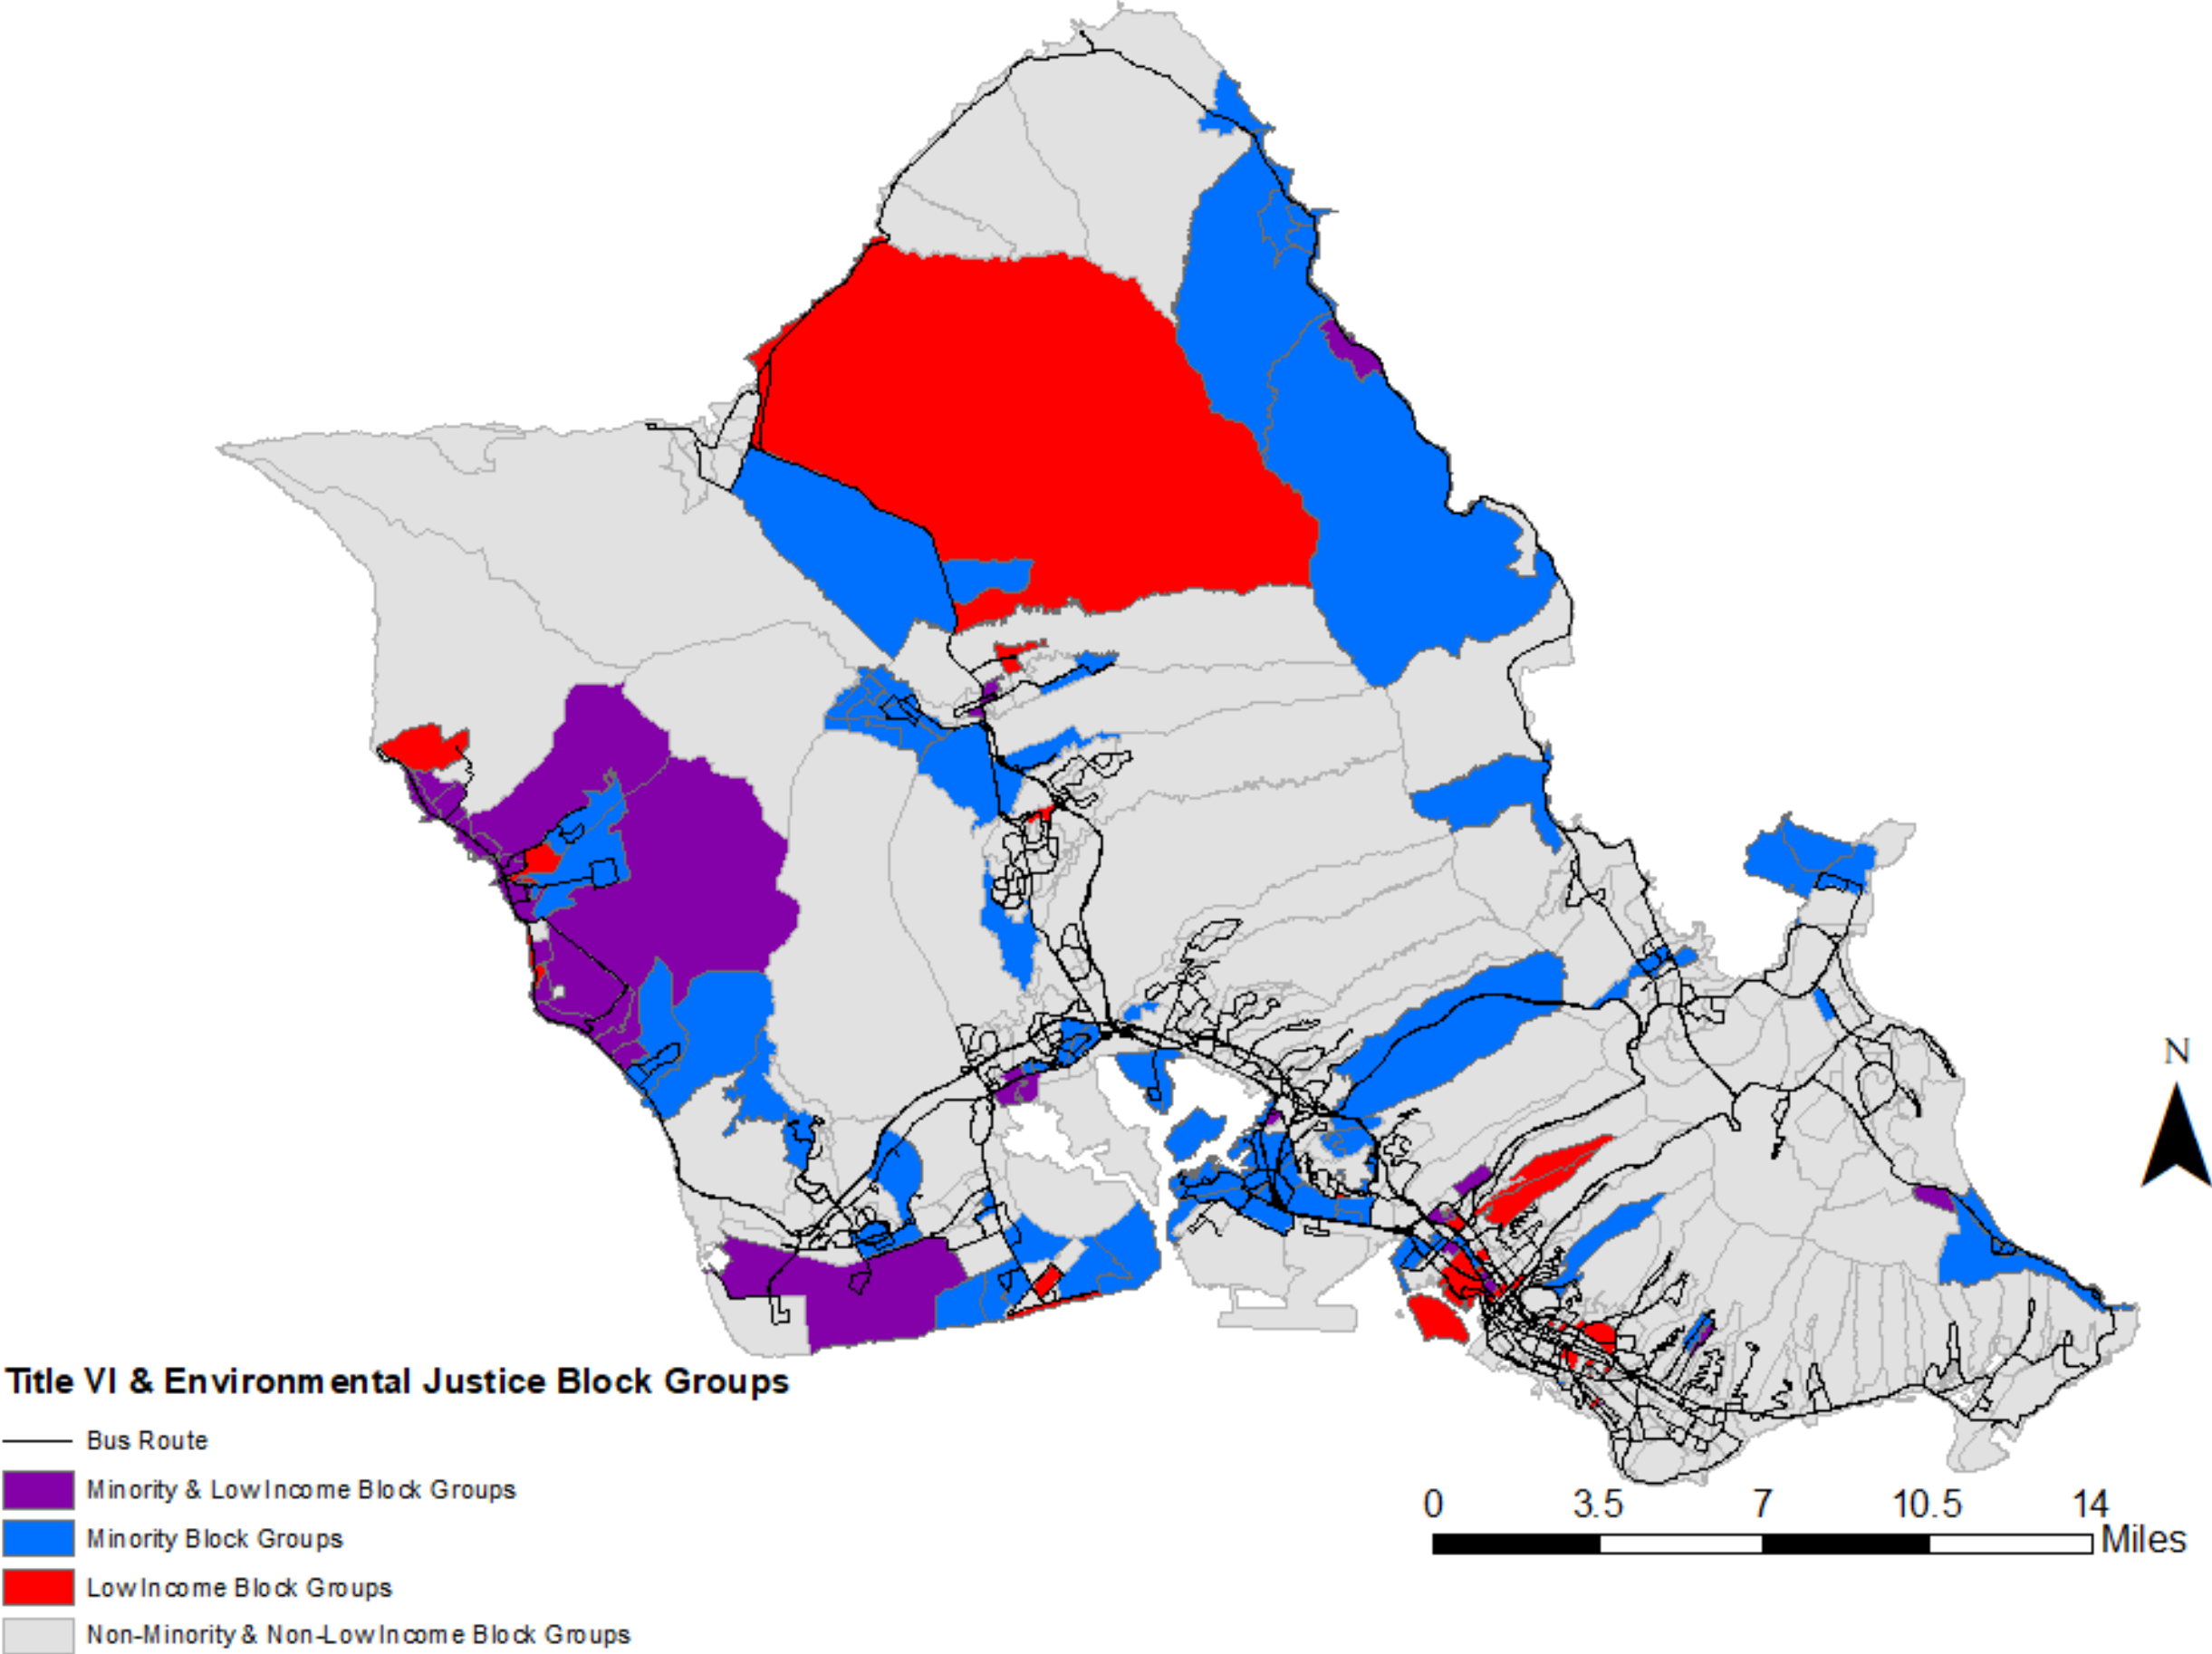 N
Title VI & Environmental Justice Block Groups
Bus Route
Minority & Low Income Block Groups
Minority Block Groups
Low Income Block Groups
Non-Minority & Non-Low Income Block Groups
0 3.5 7 10.5 14
Miles